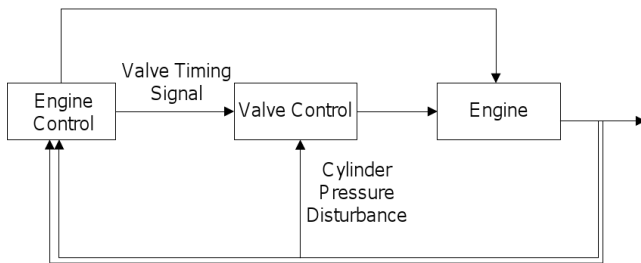 Valve Timing
Signal
Engine
Control
Valve Control
Engine
Cylinder
Pressure
Disturbance